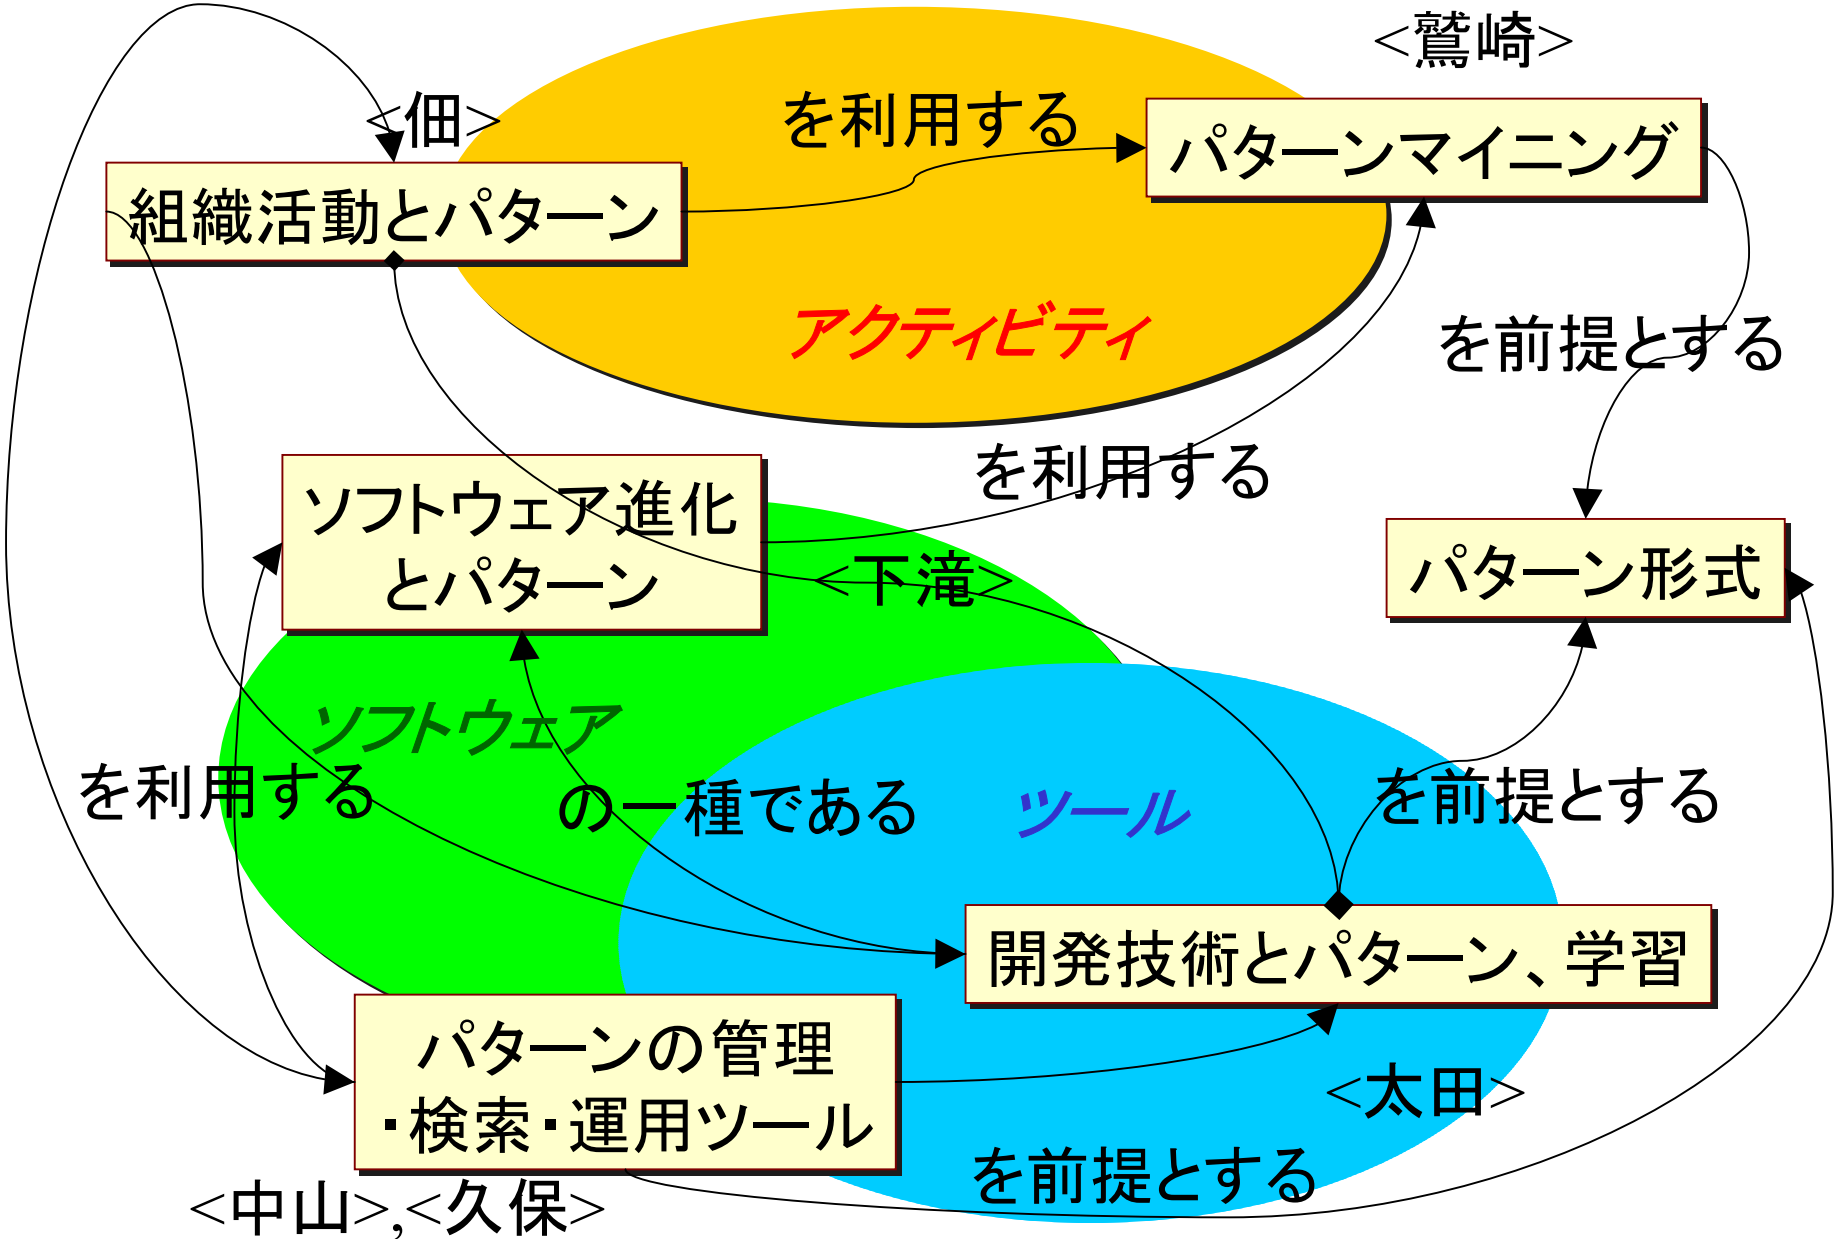 <鷲崎>
<佃>
を利用する
パターンマイニング
組織活動とパターン
アクティビティ
を前提とする
を利用する
ソフトウェア進化
とパターン
<下滝>
パターン形式
ソフトウェア
を利用する
の一種である
ツール
を前提とする
開発技術とパターン、学習
パターンの管理
・検索・運用ツール
<太田>
を前提とする
<中山>,<久保>